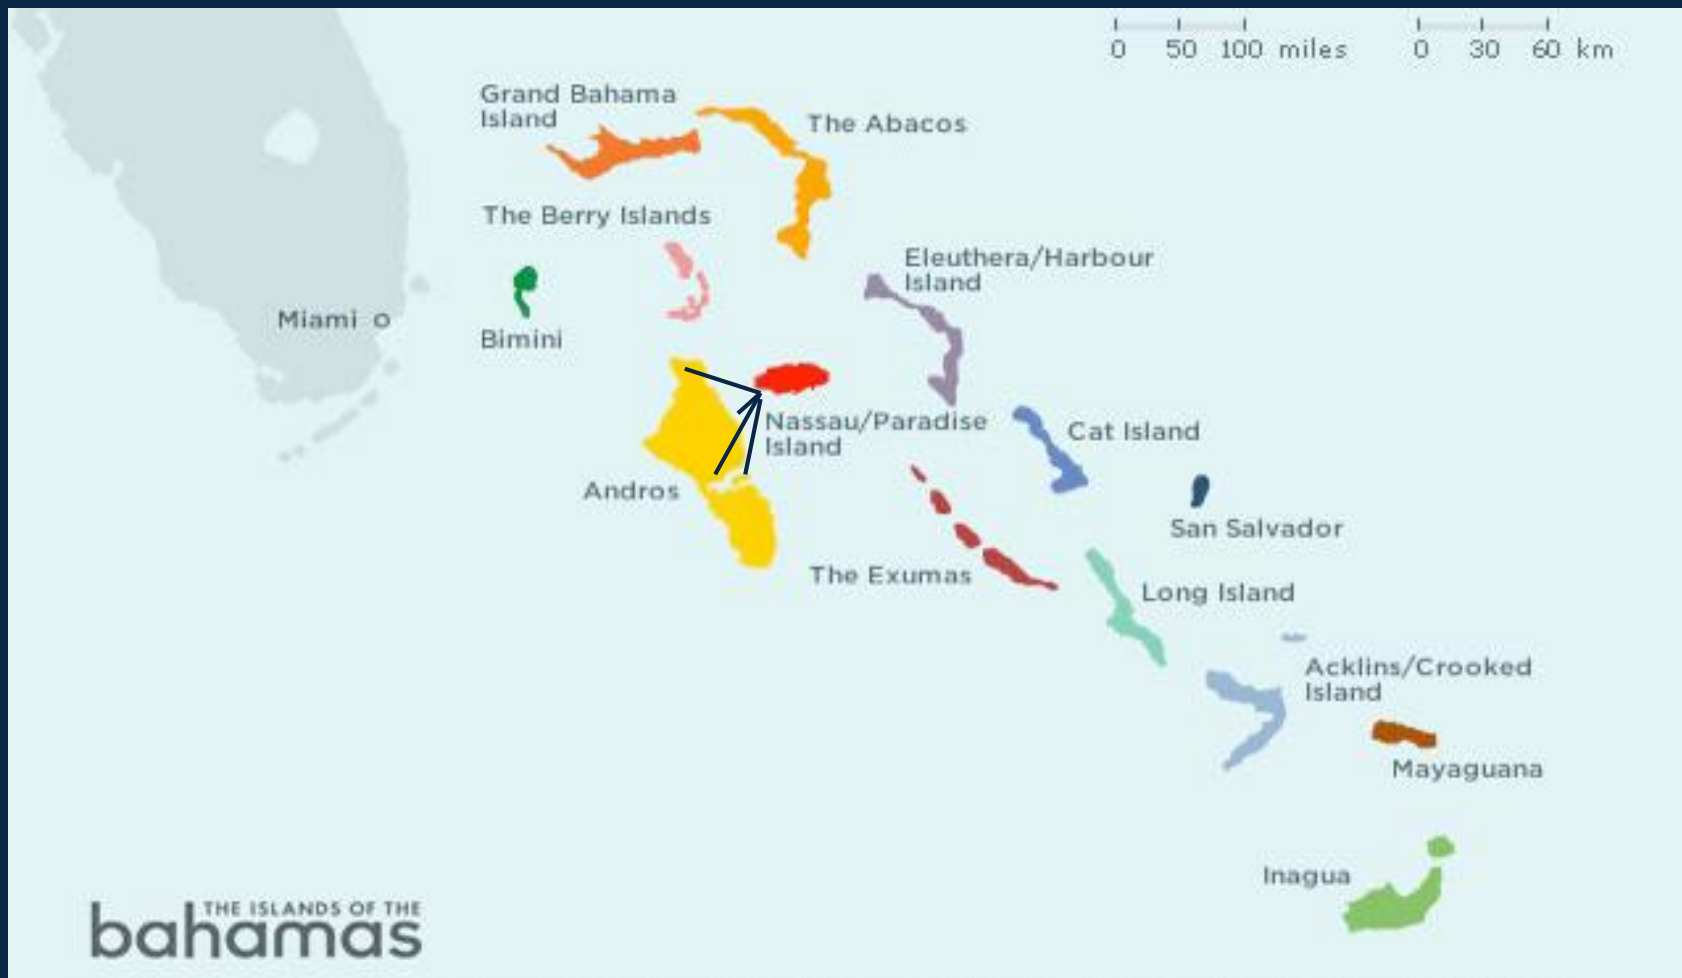 0 50 100 miles
0 30 60 km
Grand Bahama
Island
The Abacos
The Berry Islands
Eleuthera/Harbour
Island
Miami
Bimini
Nassau/Paradise
Island
Cat Island
Andros
San Salvador
The Exumas
Long Island
Acklins/Crooked
Island
Mayaguana
Inagua
THE ISLANDS OF THE
bahamas